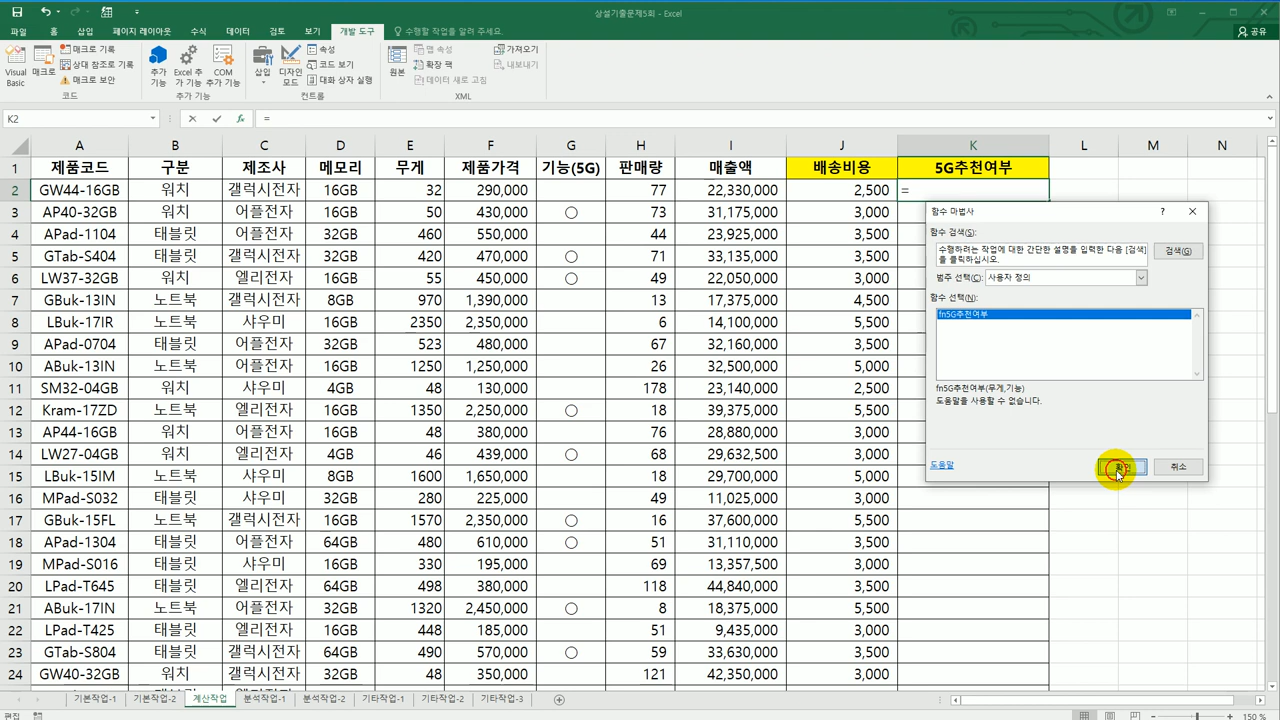 상설기출문제5회 - Excel
파일 홈 삽입 페이지 레이아웃 수식 데이터 검토 보기 개발 도구 수행할 작업을 알려 주세요. 공유
Visual Basic 매크로 매크로 기록 상대 참조로 기록 매크로 보안 추가 기능 Excel 추가 기능 COM 추가 기능 삽입 디자인 모드 속성 코드 보기 대화 상자 실행 원본 맵 속성 확장 팩 데이터 새로 고침 가져오기 내보내기
코드 추가 기능 컨트롤 XML
K2 fx =
A B C D E F G H I J K L M N
1 제품코드 구분 제조사 메모리 무게 제품가격 기능(5G) 판매량 매출액 배송비용 5G추천여부
2 GW44-16GB 워치 갤럭시전자 16GB 32 290,000 77 22,330,000 2,500 =
3 AP40-32GB 워치 어플전자 16GB 50 430,000 ○ 73 31,175,000 3,000
4 APad-1104 태블릿 어플전자 32GB 460 550,000 44 23,925,000 3,500
5 GTab-S404 태블릿 갤럭시전자 32GB 420 470,000 ○ 71 33,135,000 3,500
6 LW37-32GB 워치 엘리전자 16GB 55 450,000 ○ 49 22,050,000 3,000
7 GBuk-13IN 노트북 갤럭시전자 8GB 970 1,390,000 13 17,375,000 4,500
8 LBuk-17IR 노트북 샤우미 16GB 2350 2,350,000 6 14,100,000 5,500
9 APad-0704 태블릿 어플전자 32GB 523 480,000 67 32,160,000 3,500
10 ABuk-13IN 노트북 어플전자 16GB 1250 1,250,000 26 32,500,000 5,000
11 SM32-04GB 워치 샤우미 4GB 48 130,000 178 23,140,000 2,500
12 Kram-17ZD 노트북 엘리전자 16GB 1350 2,250,000 ○ 18 39,375,000 5,500
13 AP44-16GB 워치 어플전자 16GB 48 380,000 76 28,880,000 3,000
14 LW27-04GB 워치 엘리전자 16GB 46 439,000 ○ 68 29,632,500 3,000
15 LBuk-15IM 노트북 샤우미 8GB 1600 1,650,000 18 29,700,000 5,000
16 MPad-S032 태블릿 샤우미 32GB 280 225,000 49 11,025,000 3,000
17 GBuk-15FL 노트북 갤럭시전자 16GB 1570 2,350,000 ○ 16 37,600,000 5,500
18 APad-1304 태블릿 어플전자 64GB 480 610,000 ○ 51 31,110,000 3,500
19 MPad-S016 태블릿 샤우미 16GB 330 195,000 69 13,357,500 3,000
20 LPad-T645 태블릿 엘리전자 64GB 498 380,000 118 44,840,000 3,500
21 ABuk-17IN 노트북 어플전자 32GB 1320 2,450,000 ○ 8 18,375,000 5,500
22 LPad-T425 태블릿 엘리전자 16GB 448 185,000 51 9,435,000 3,000
23 GTab-S804 태블릿 갤럭시전자 64GB 490 570,000 ○ 59 33,630,000 3,500
24 GW40-32GB 워치 갤럭시전자 32GB 48 350,000 121 42,350,000 3,000
함수 마법사 ?
함수 검색(S):
수행하려는 작업에 대한 간단한 설명을 입력한 다음 [검색]을 클릭하십시오. 검색(G)
범주 선택(C): 사용자 정의
함수 선택(N):
fn5G추천여부
fn5G추천여부(무게,기능)
도움말을 사용할 수 없습니다.
도움말 확인 취소
기본작업-1 기본작업-2 계산작업 분석작업-1 분석작업-2 기타작업-1 기타작업-2 기타작업-3
편집 150 %